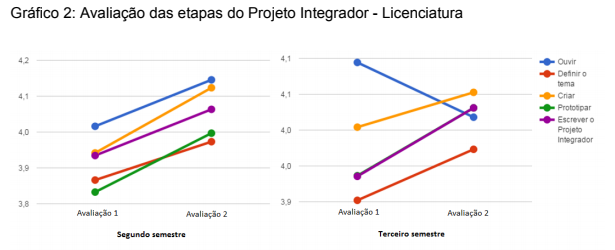 Gráfico 2: Avaliação das etapas do Projeto Integrador - Licenciatura
4,2
4,1
4,0
3,9
3,8
Avaliação 1
Avaliação 2
Segundo semestre
4,1
4,1
4,0
4,0
3,9
Avaliação 1
Avaliação 2
Terceiro semestre
Ouvir
Definir o
tema
Criar
Prototipar
Escrever o
Projeto
Integrador